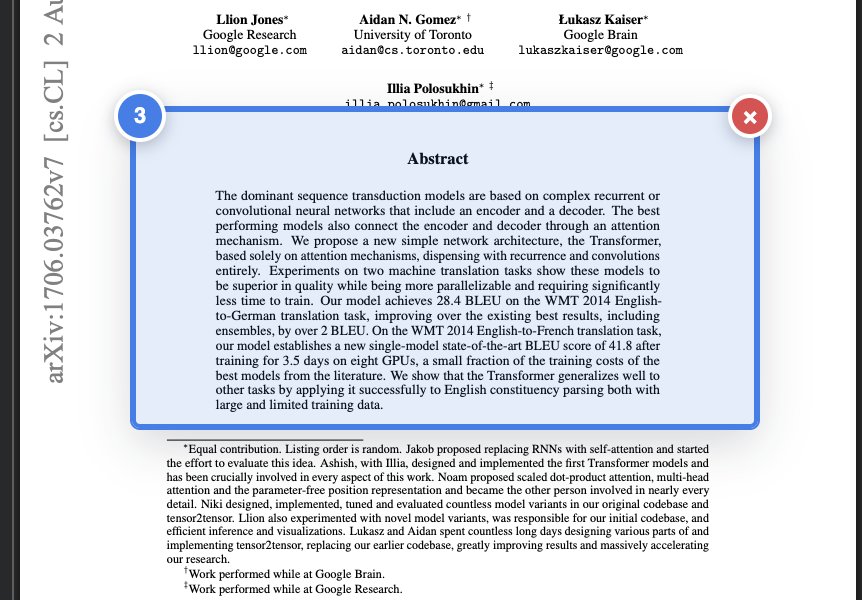 Llion Jones* Aidan N. Gomez* † Łukasz Kaiser*
Google Research University of Toronto Google Brain
llion@google.com aidan@cs.toronto.edu lukaszkaiser@google.com
Illia Polosukhin* ‡
illia.polosukhin@gmail.com
arXiv:1706.03762v7 [cs.CL] 2 Au
3
Abstract
The dominant sequence transduction models are based on complex recurrent or
convolutional neural networks that include an encoder and a decoder. The best
performing models also connect the encoder and decoder through an attention
mechanism. We propose a new simple network architecture, the Transformer,
based solely on attention mechanisms, dispensing with recurrence and convolutions
entirely. Experiments on two machine translation tasks show these models to
be superior in quality while being more parallelizable and requiring significantly
less time to train. Our model achieves 28.4 BLEU on the WMT 2014 English-
to-German translation task, improving over the existing best results, including
ensembles, by over 2 BLEU. On the WMT 2014 English-to-French translation task,
our model establishes a new single-model state-of-the-art BLEU score of 41.8 after
training for 3.5 days on eight GPUs, a small fraction of the training costs of the
best models from the literature. We show that the Transformer generalizes well to
other tasks by applying it successfully to English constituency parsing both with
large and limited training data.
*Equal contribution. Listing order is random. Jakob proposed replacing RNNs with self-attention and started
the effort to evaluate this idea. Ashish, with Illia, designed and implemented the first Transformer models and
has been crucially involved in every aspect of this work. Noam proposed scaled dot-product attention, multi-head
attention and the parameter-free position representation and became the other person involved in nearly every
detail. Niki designed, implemented, tuned and evaluated countless model variants in our original codebase and
tensor2tensor. Llion also experimented with novel model variants, was responsible for our initial codebase, and
efficient inference and visualizations. Lukasz and Aidan spent countless long days designing various parts of and
implementing tensor2tensor, replacing our earlier codebase, greatly improving results and massively accelerating
our research.
†Work performed while at Google Brain.
‡Work performed while at Google Research.